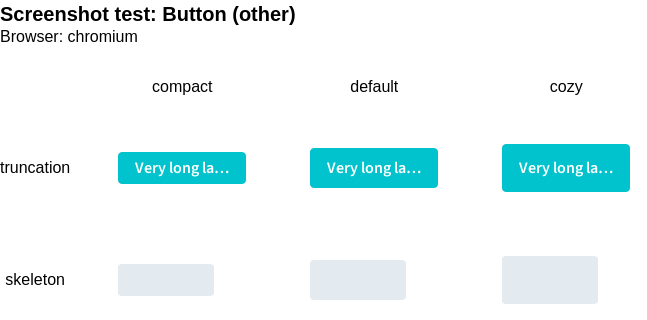 Screenshot test: Button (other)
Browser: chromium
compact default cozy
truncation Very long la… Very long la… Very long la…
skeleton